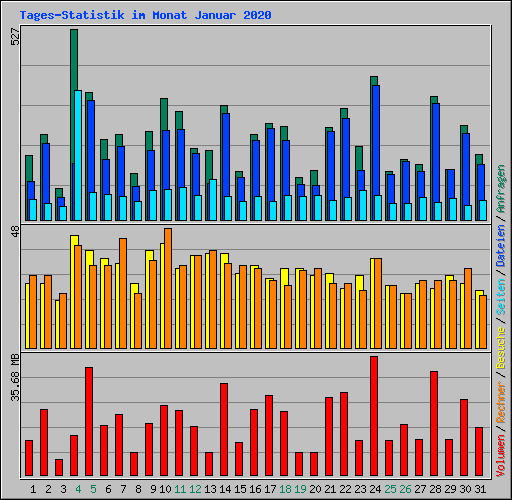 Tages-Statistik im Monat Januar 2020
527
48
35.68 MB
Volumen / Rechner / Besuche / Seiten / Dateien / Anfragen
1 2 3 4 5 6 7 8 9 10 11 12 13 14 15 16 17 18 19 20 21 22 23 24 25 26 27 28 29 30 31